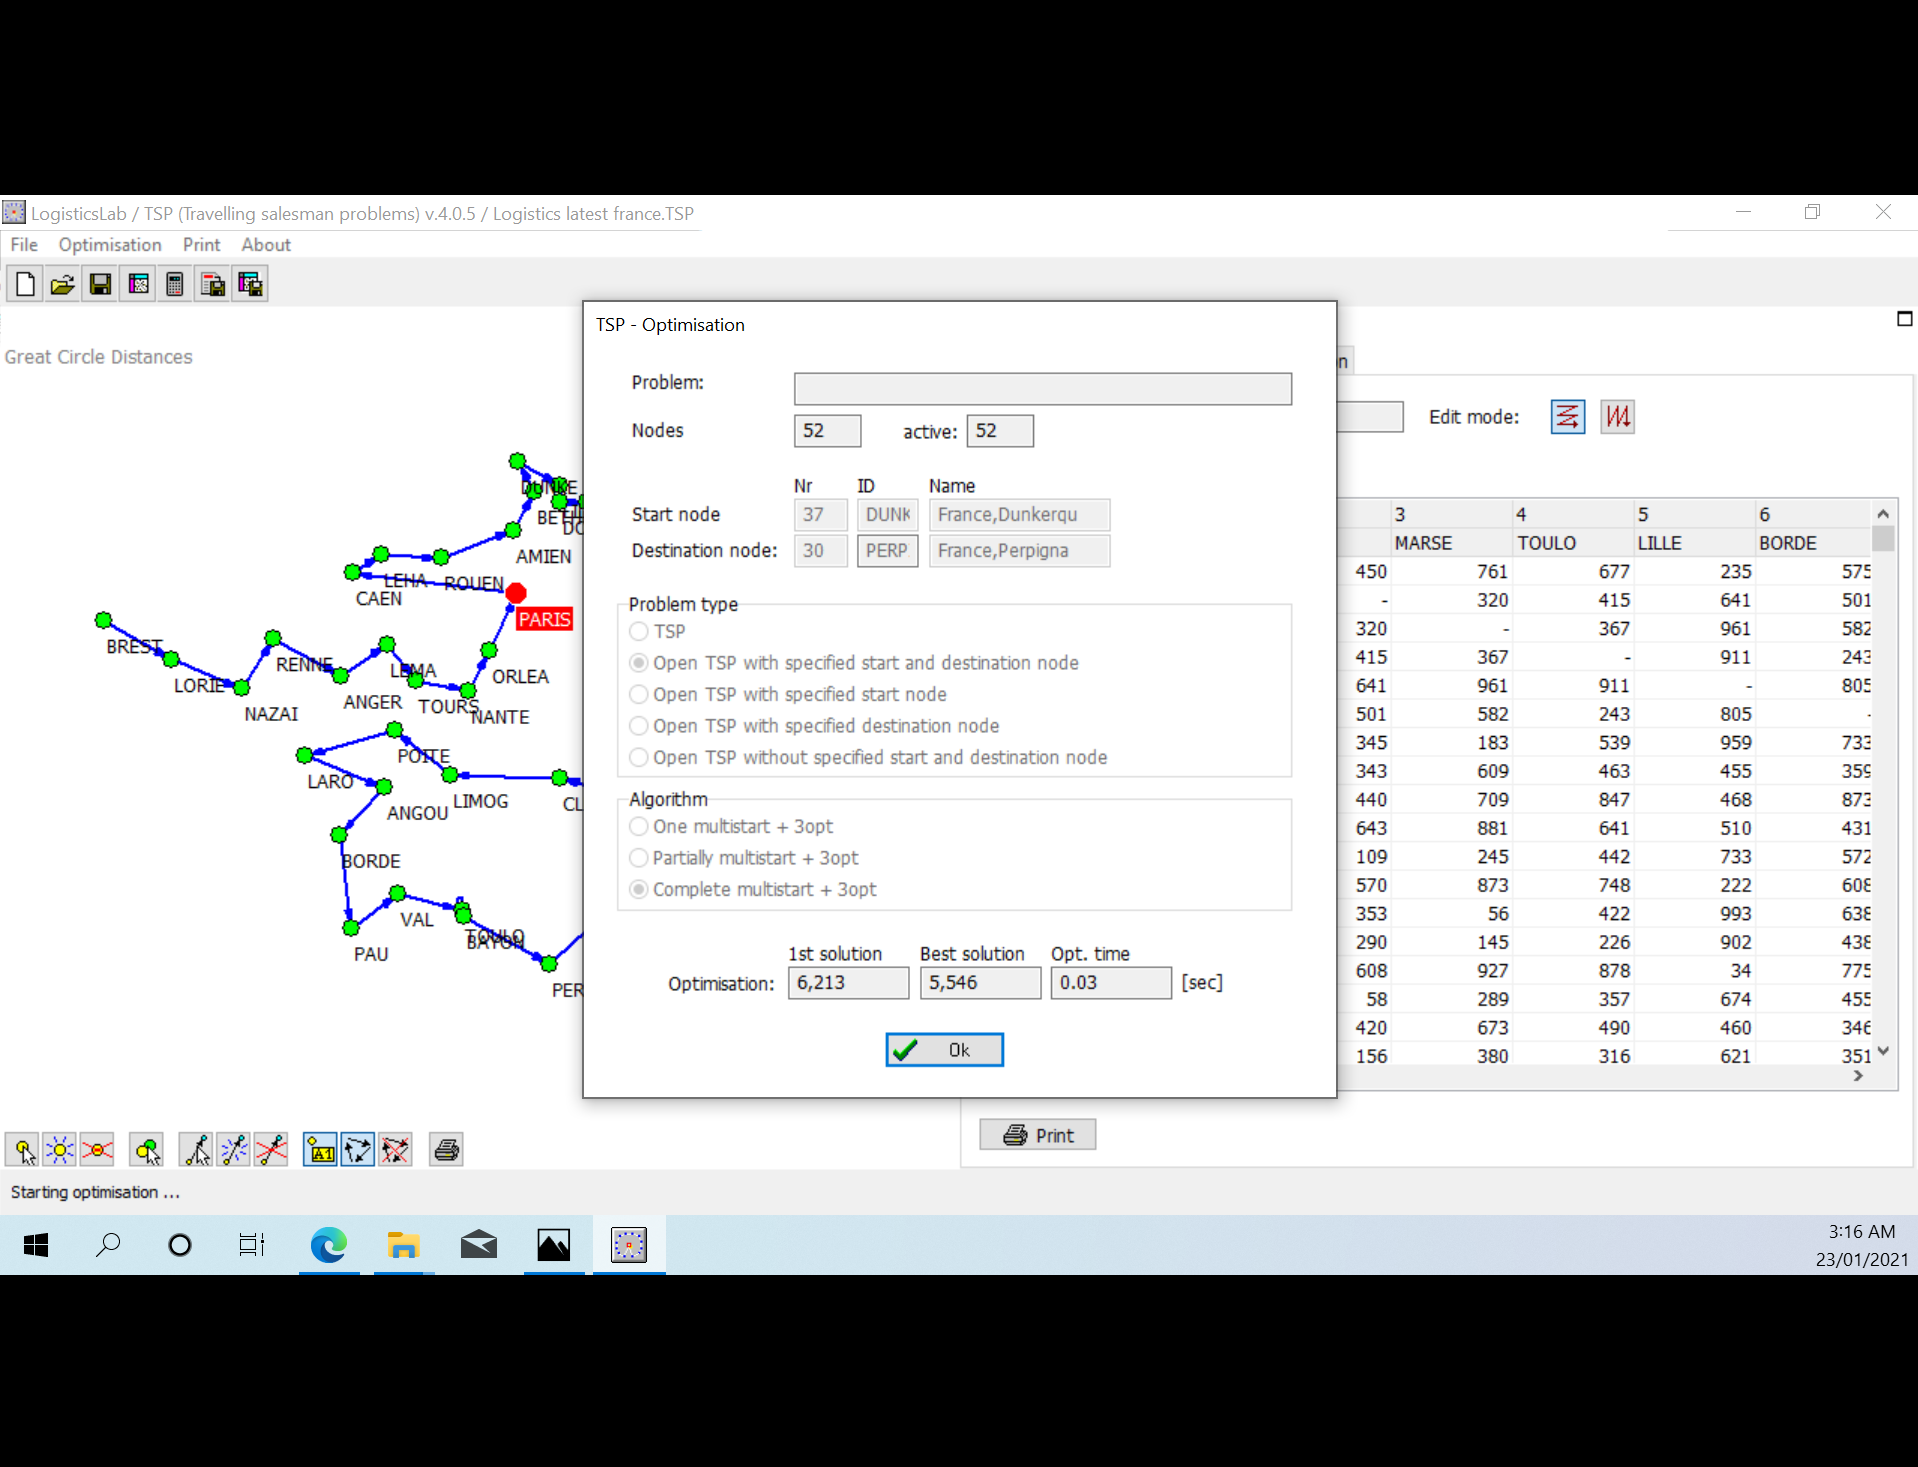 LogisticsLab / TSP (Travelling salesman problems) v.4.0.5 / Logistics latest france.TSP
File Optimisation Print About
Great Circle Distances
DUNKE
BETH
DO
AMIEN
LEHA
ROUEN
CAEN
PARIS
BREST
RENNE
LEMA
ORLEA
LORIE
ANGER
TOURS
NAZAI
NANTE
POITE
LARO
LIMOG
CL
ANGOU
BORDE
VAL
TOULO
BAYON
PAU
PER
TSP - Optimisation
Problem:
Nodes 52 active: 52
Nr ID Name
Start node 37 DUNK France,Dunkerqu
Destination node: 30 PERP France,Perpigna
Problem type
TSP
Open TSP with specified start and destination node
Open TSP with specified start node
Open TSP with specified destination node
Open TSP without specified start and destination node
Algorithm
One multistart + 3opt
Partially multistart + 3opt
Complete multistart + 3opt
1st solution Best solution Opt. time
Optimisation: 6,213 5,546 0.03 [sec]
Ok
n
Edit mode:
3 4 5 6
MARSE TOULO LILLE BORDE
450 761 677 235 575
- 320 415 641 501
320 - 367 961 582
415 367 - 911 243
641 961 911 - 805
501 582 243 805 -
345 183 539 959 733
343 609 463 455 359
440 709 847 468 873
643 881 641 510 431
109 245 442 733 572
570 873 748 222 608
353 56 422 993 638
290 145 226 902 438
608 927 878 34 775
58 289 357 674 455
420 673 490 460 346
156 380 316 621 351
Print
A1
Starting optimisation ...
3:16 AM
23/01/2021